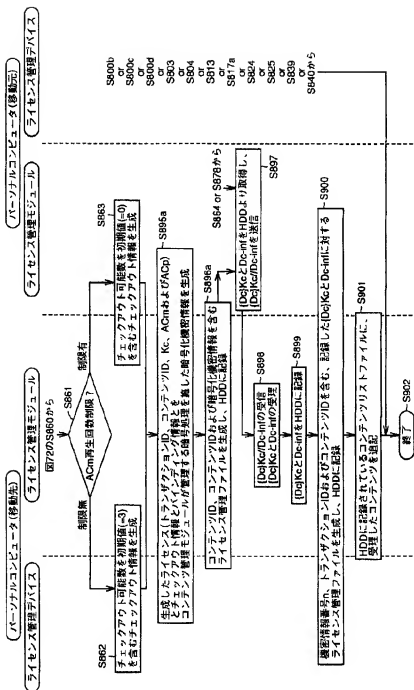 パーソナルコンピュータ(移動先)
パーソナルコンピュータ(移動元)
ライセンス管理デバイス
ライセンス管理モジュール
ライセンス管理モジュール
ライセンス管理デバイス
図72のS860から
S861
ACm再生回数制限?
制限無
制限有
S862
チェックアウト可能数を初期値(=3)
を含むチェックアウト情報を生成
S863
チェックアウト可能数を初期値(=0)
を含むチェックアウト情報を生成
S895a
生成したライセンス(トランザクションID、コンテンツID、Kc、ACmおよびACp)
とチェックアウト情報とバインディング情報とを
コンテンツ管理モジュールが管理する暗号処理を施した暗号化機密情報を生成
S896a
コンテンツID、コンテンツIDおよび暗号化機密情報を含む
ライセンス管理ファイルを生成し、HDDに記録
S864 or S878から
S897
{Dc}KcとDc-infをHDDより取得し、
{Dc}Kc//Dc-infを送信
S898
{Dc}Kc/Dc-infの受信
{Dc}KcとDc-infの受理
S899
{Dc}KcとDc-infをHDDに記録
S900
機密情報番号n、トランザクションIDおよびコンテンツIDを含む、記録した{Dc}KcとDc-infに対する
ライセンス管理ファイルを生成し、HDDに記録
S901
HDDに記録されているコンテンツリストファイルに、
受理したコンテンツを追記
S902
終了
S800b
or
S800c
or
S800d
or
S803
or
S804
or
S813
or
S817a
or
S824
or
S825
or
S839
or
S840から